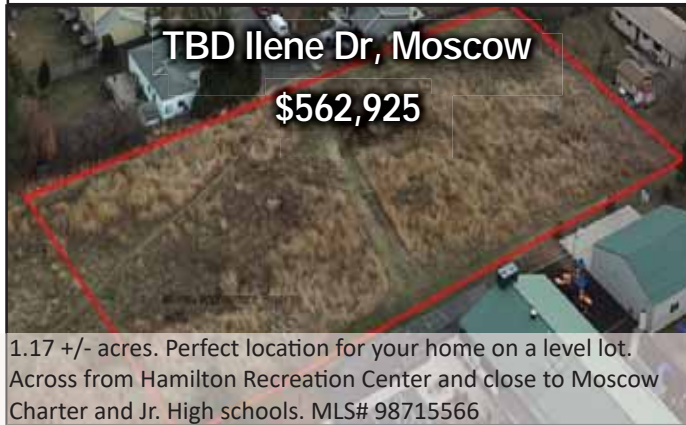 TBD Ilene Dr, Moscow
$562,925
1.17 +/- acres. Perfect location for your home on a level lot.
Across from Hamilton Recreation Center and close to Moscow
Charter and Jr. High schools. MLS# 98715566